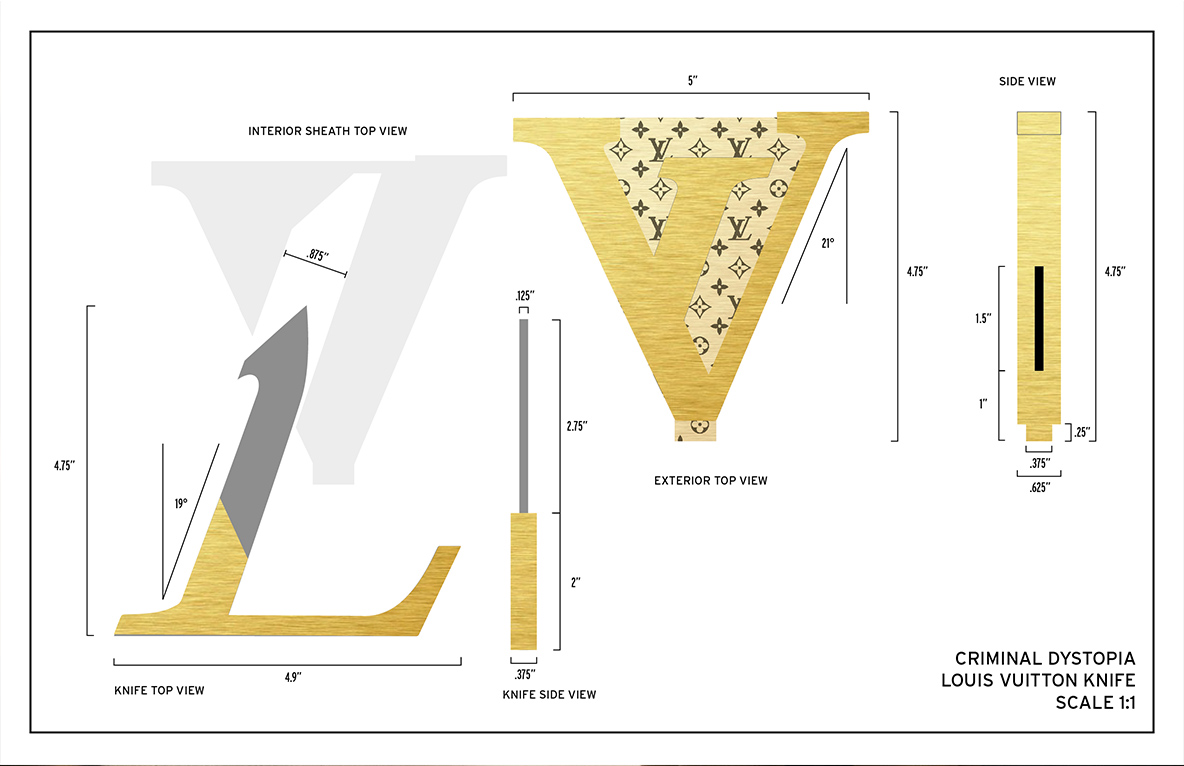 5″
SIDE VIEW
INTERIOR SHEATH TOP VIEW
.875″
21°
4.75″
4.75″
.125″
1.5″
1″
.25″
2.75″
4.75″
.375″
.625″
EXTERIOR TOP VIEW
19°
2″
CRIMINAL DYSTOPIA
LOUIS VUITTON KNIFE
SCALE 1:1
4.9″
.375″
KNIFE TOP VIEW
KNIFE SIDE VIEW